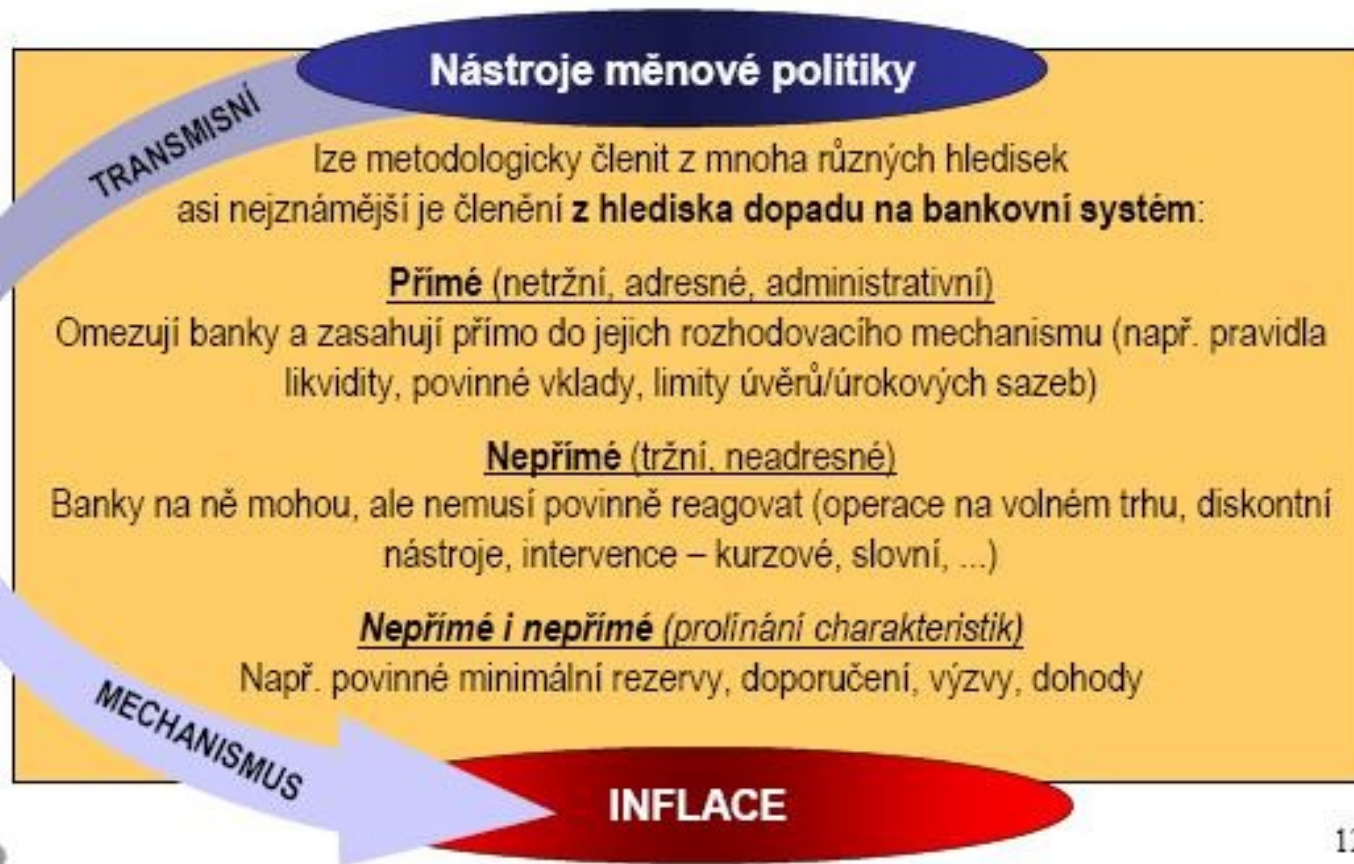 Nástroje měnové politiky
TRANSMISNÍ
lze metodologicky členit z mnoha různých hledisek
asi nejznámější je členění z hlediska dopadu na bankovní systém:
Přímé (netržní, adresné, administrativní)
Omezují banky a zasahují přímo do jejich rozhodovacího mechanismu (např. pravidla
likvidity, povinné vklady, limity úvěrů/úrokových sazeb)
Nepřímé (tržní, neadresné)
Banky na ně mohou, ale nemusí povinně reagovat (operace na volném trhu, diskontní
nástroje, intervence – kurzové, slovní, ...)
Nepřímé i nepřímé (prolínání charakteristik)
Např. povinné minimální rezervy, doporučení, výzvy, dohody
MECHANISMUS
INFLACE